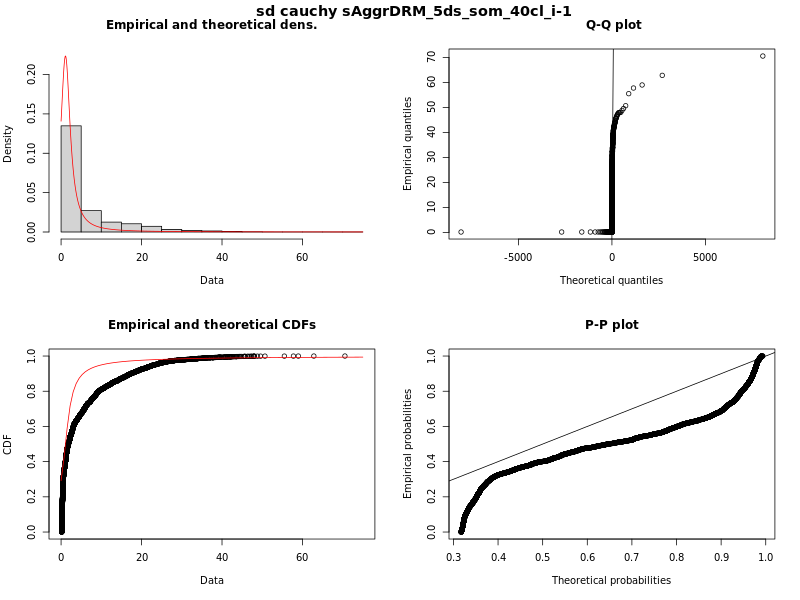 sd cauchy sAggrDRM_5ds_som_40cl_i-1
Empirical and theoretical dens.
Density
0.00 0.05 0.10 0.15 0.20
0 20 40 60
Data
Q-Q plot
Empirical quantiles
0 10 20 30 40 50 60 70
-5000 0 5000
Theoretical quantiles
Empirical and theoretical CDFs
CDF
0.0 0.2 0.4 0.6 0.8 1.0
0 20 40 60
Data
P-P plot
Empirical probabilities
0.0 0.2 0.4 0.6 0.8 1.0
0.3 0.4 0.5 0.6 0.7 0.8 0.9 1.0
Theoretical probabilities